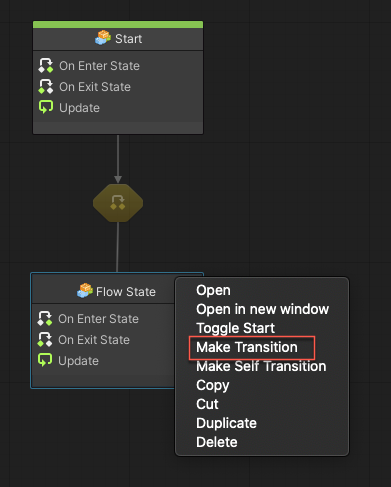 Start
On Enter State
On Exit State
Update
Flow State
On Enter State
On Exit State
Update
Open
Open in new window
Toggle Start
Make Transition
Make Self Transition
Copy
Cut
Duplicate
Delete